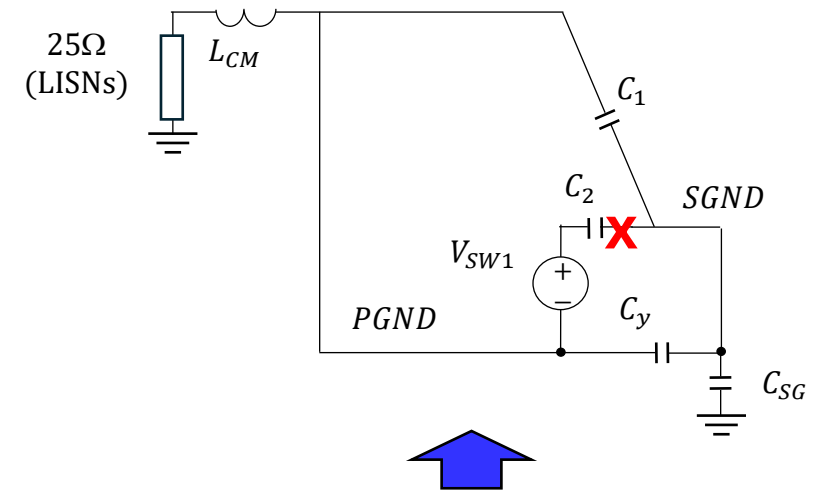 25Ω
(LISNs)
L_CM
C_1
C_2
SGND
V_SW1
+
−
PGND
C_y
C_SG